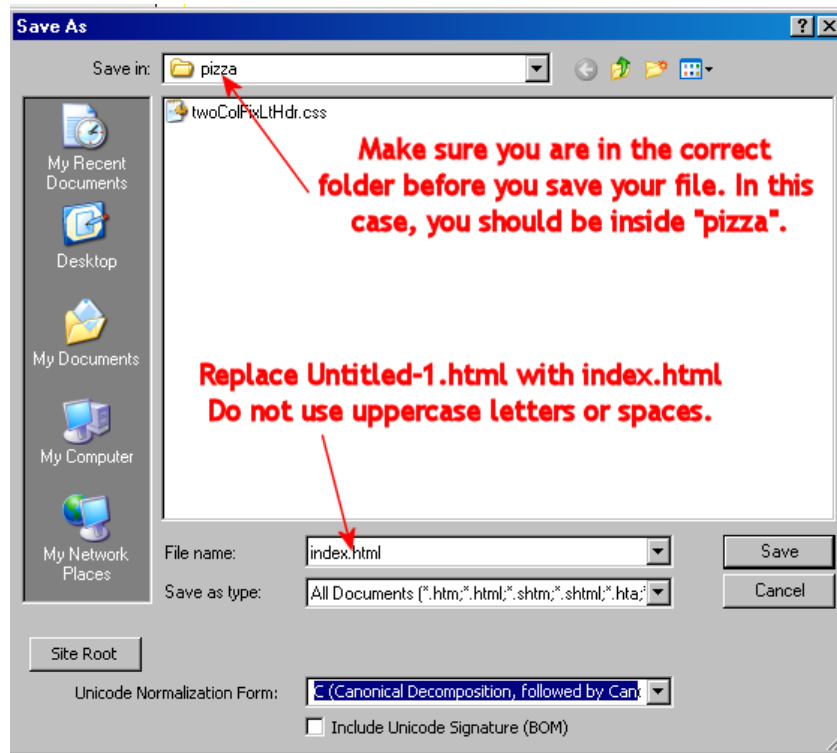 Save As
Save in:
pizza
twoColFixLtHdr.css
Make sure you are in the correct
folder before you save your file. In this
case, you should be inside "pizza".
My Recent
Documents
Desktop
My Documents
My Computer
My Network
Places
Replace Untitled-1.html with index.html
Do not use uppercase letters or spaces.
File name:
index.html
Save
Save as type:
All Documents (*.htm;*.html;*.shtm;*.shtml;*.hta;*
Cancel
Site Root
Unicode Normalization Form:
C (Canonical Decomposition, followed by Can
Include Unicode Signature (BOM)